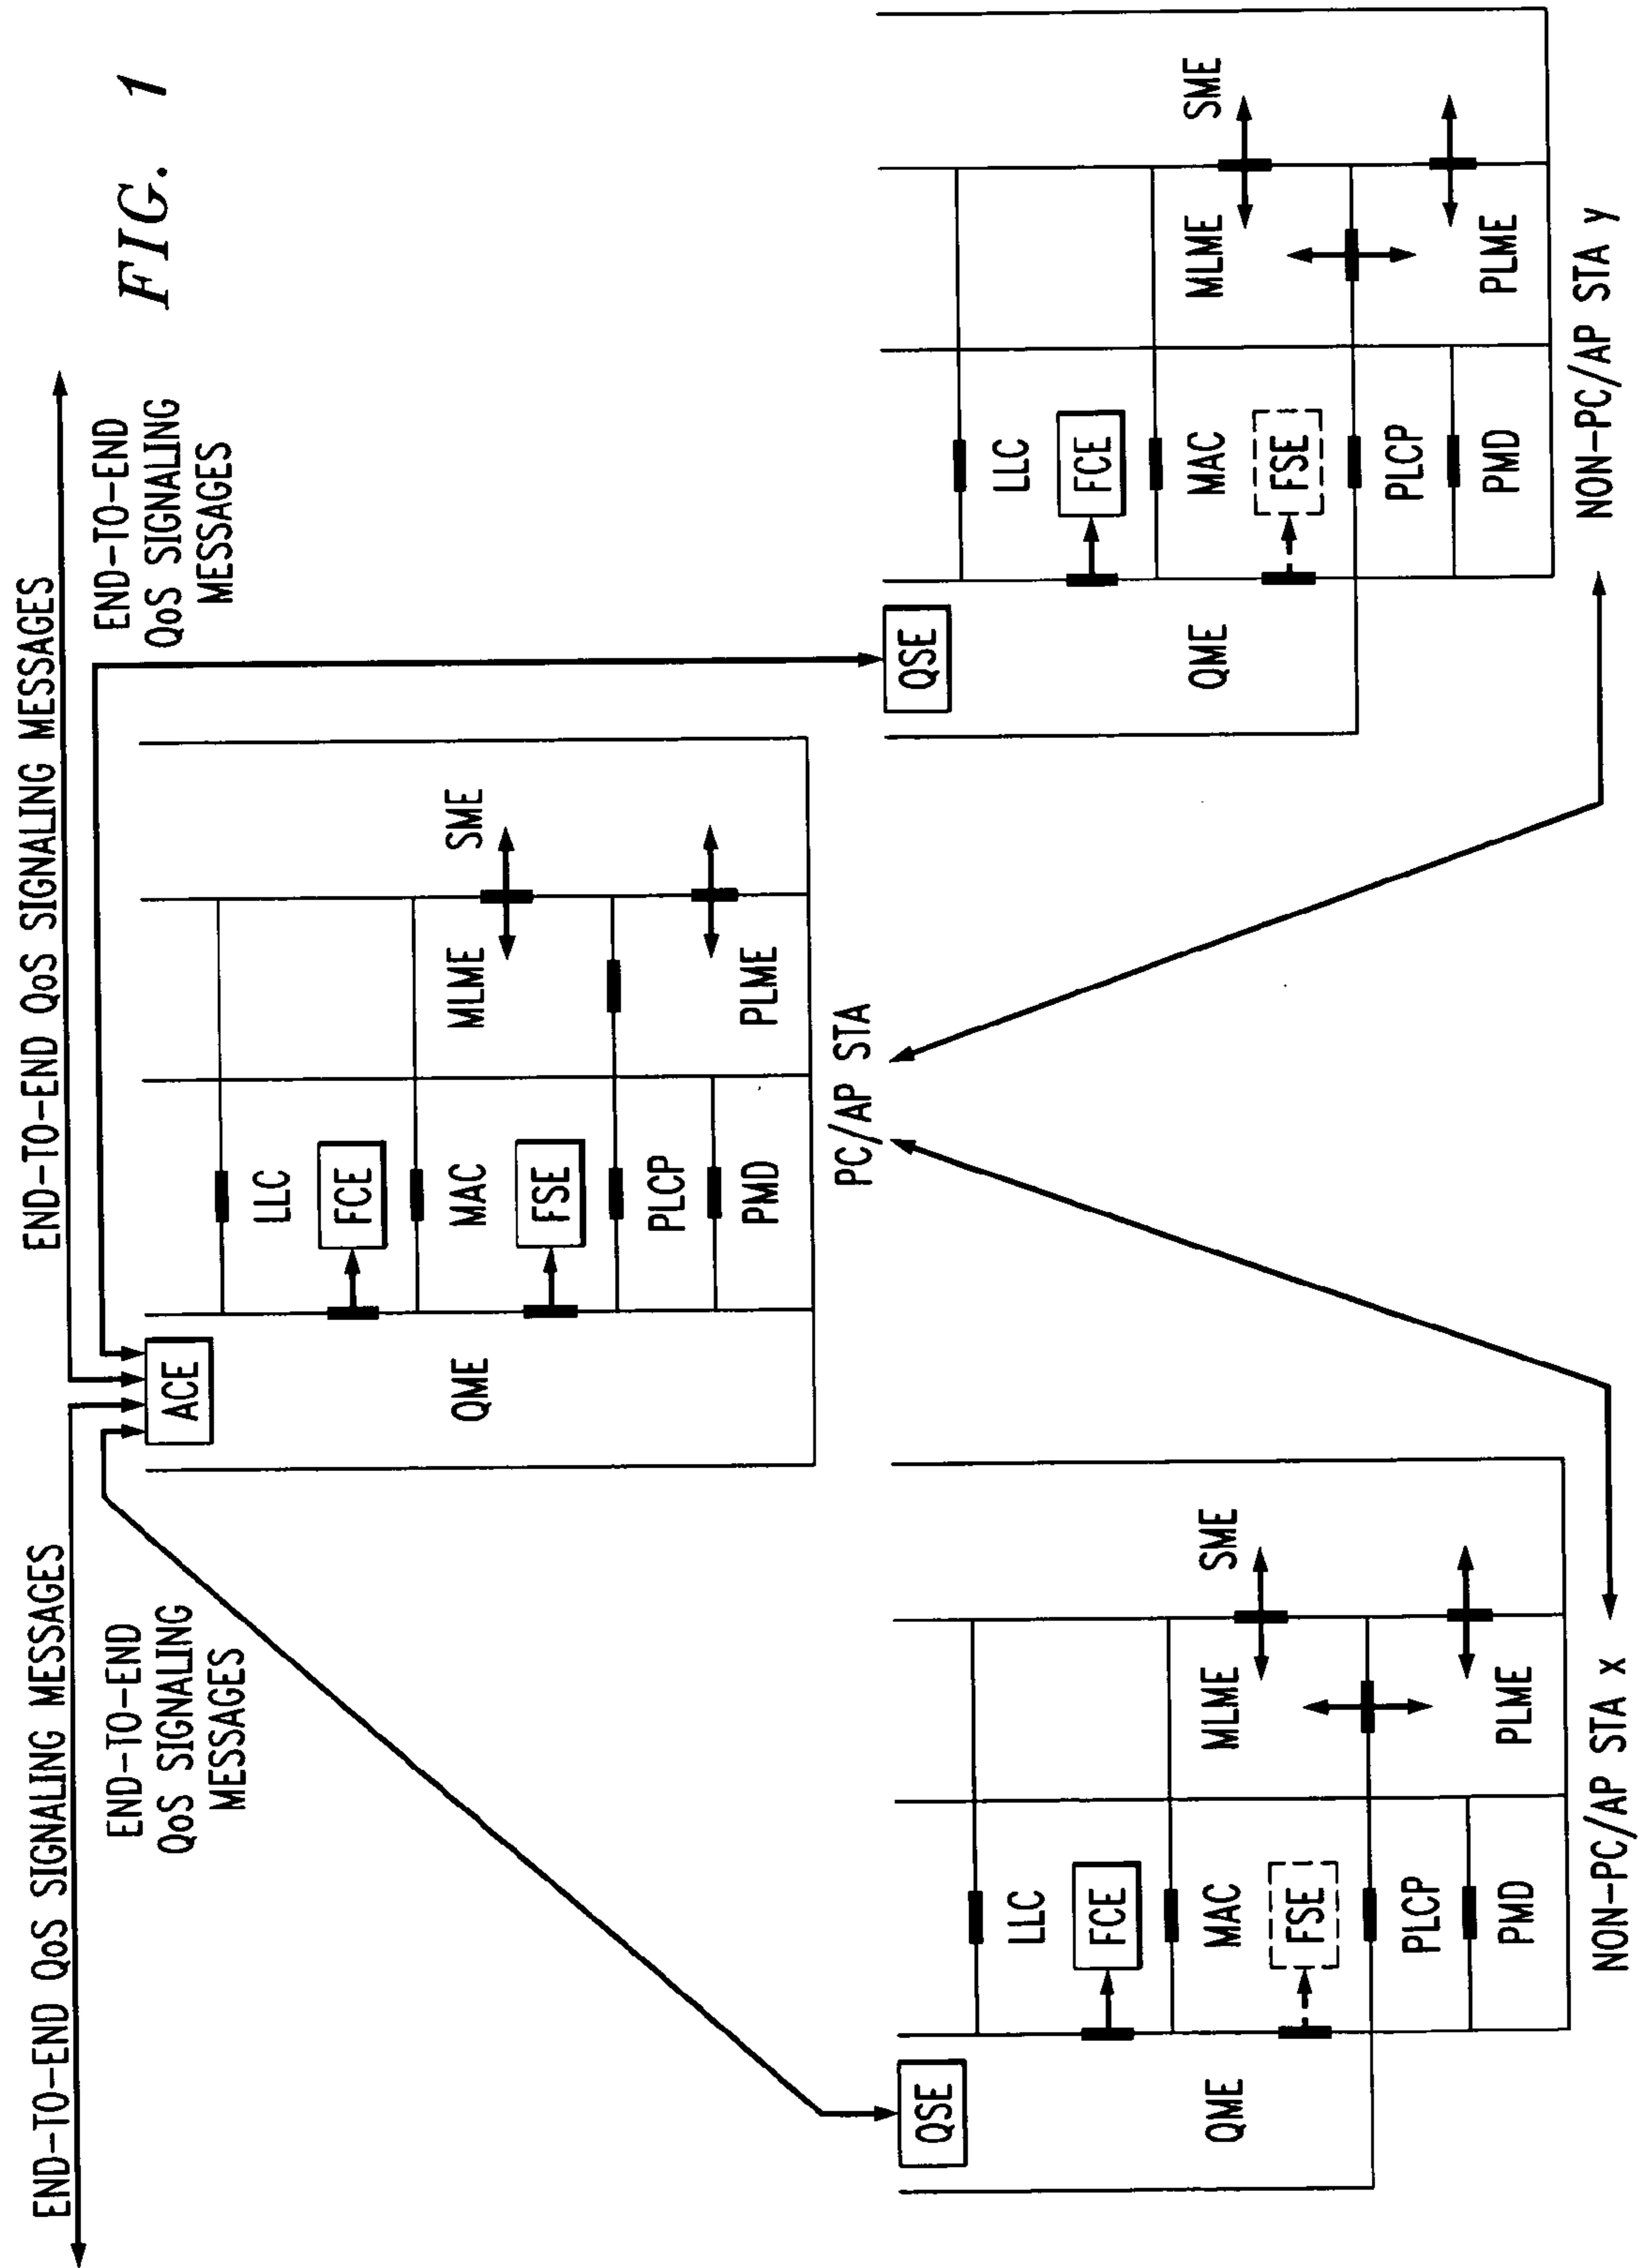 FIG. 1
END-TO-END QoS SIGNALING MESSAGES
END-TO-END QoS SIGNALING MESSAGES
END-TO-END
QoS SIGNALING
MESSAGES
END-TO-END
QoS SIGNALING
MESSAGES
ACE
QME
LLC
FCE
MAC
FSE
PLCP
PMD
MLME
SME
PLME
PC/AP STA
QSE
QME
LLC
FCE
MAC
FSE
PLCP
PMD
MLME
SME
PLME
NON-PC/AP STA x
QSE
QME
LLC
FCE
MAC
FSE
PLCP
PMD
MLME
SME
PLME
NON-PC/AP STA y